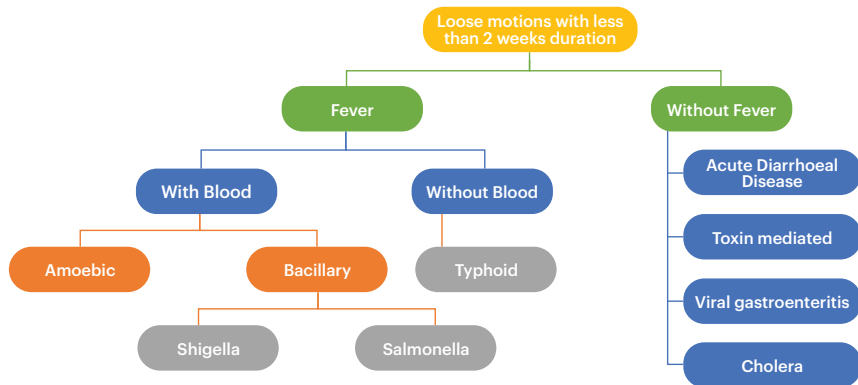 Loose motions with less
than 2 weeks duration
Fever
Without Fever
With Blood
Without Blood
Acute Diarrhoeal
Disease
Toxin mediated
Amoebic
Bacillary
Typhoid
Viral gastroenteritis
Shigella
Salmonella
Cholera